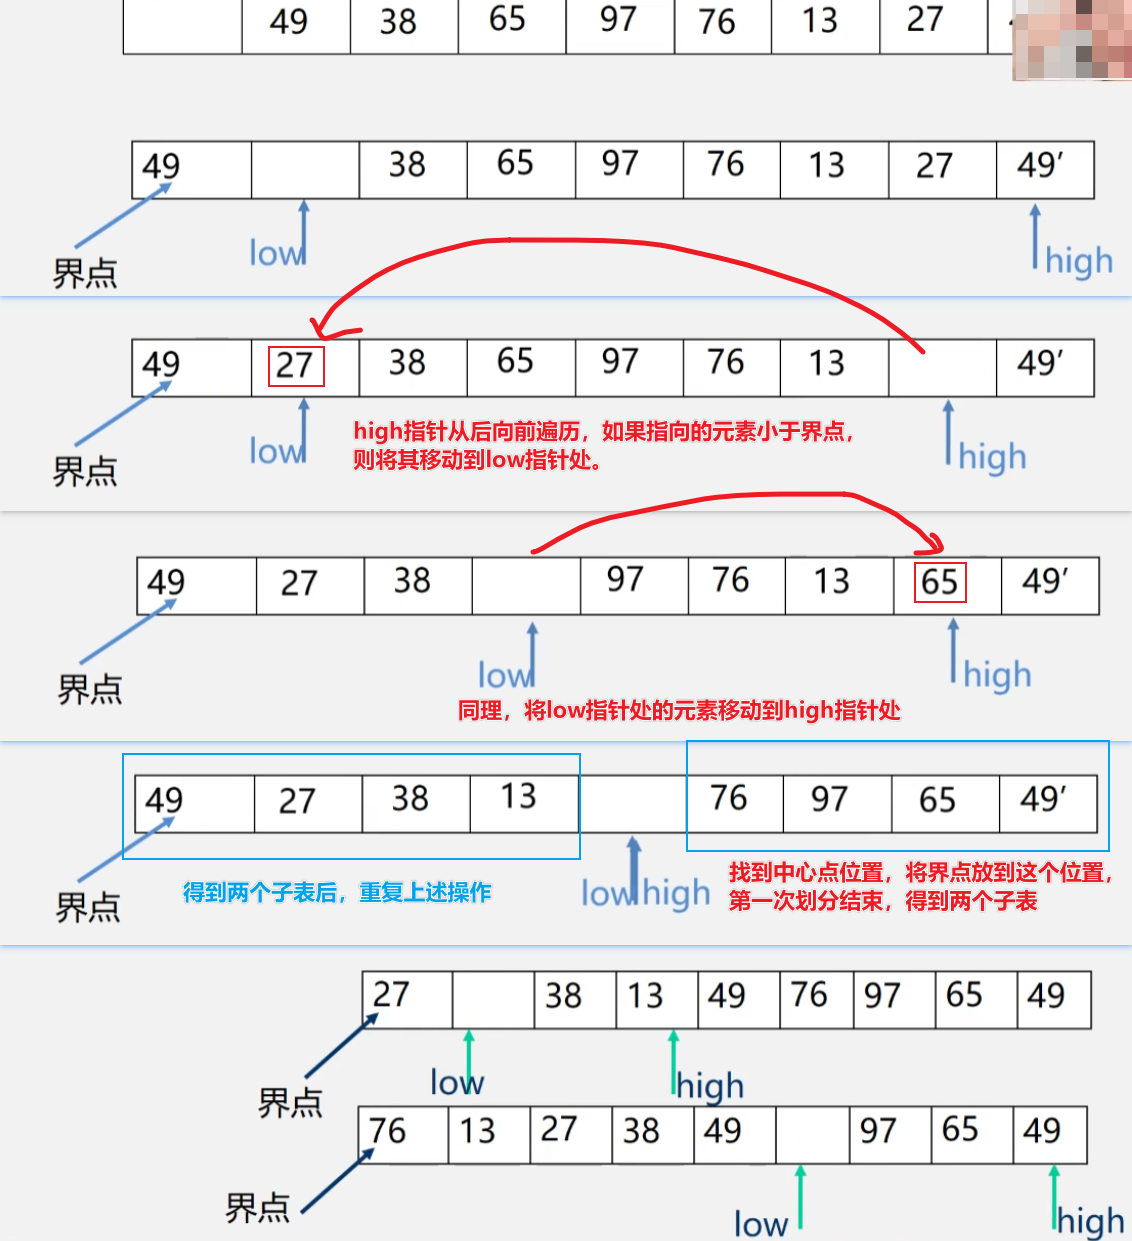 49 38 65 97 76 13 27
49 38 65 97 76 13 27 49′
low
high
界点
49 27 38 65 97 76 13 49′
low
high
界点
high指针从后向前遍历，如果指向的元素小于界点，
则将其移动到low指针处。
49 27 38 97 76 13 65 49′
low
high
界点
同理，将low指针处的元素移动到high指针处
49 27 38 13 76 97 65 49′
界点
得到两个子表后，重复上述操作
low high
找到中心点位置，将界点放到这个位置，
第一次划分结束，得到两个子表
27 38 13 49 76 97 65 49
界点
low
high
76 13 27 38 49 97 65 49
界点
low
high